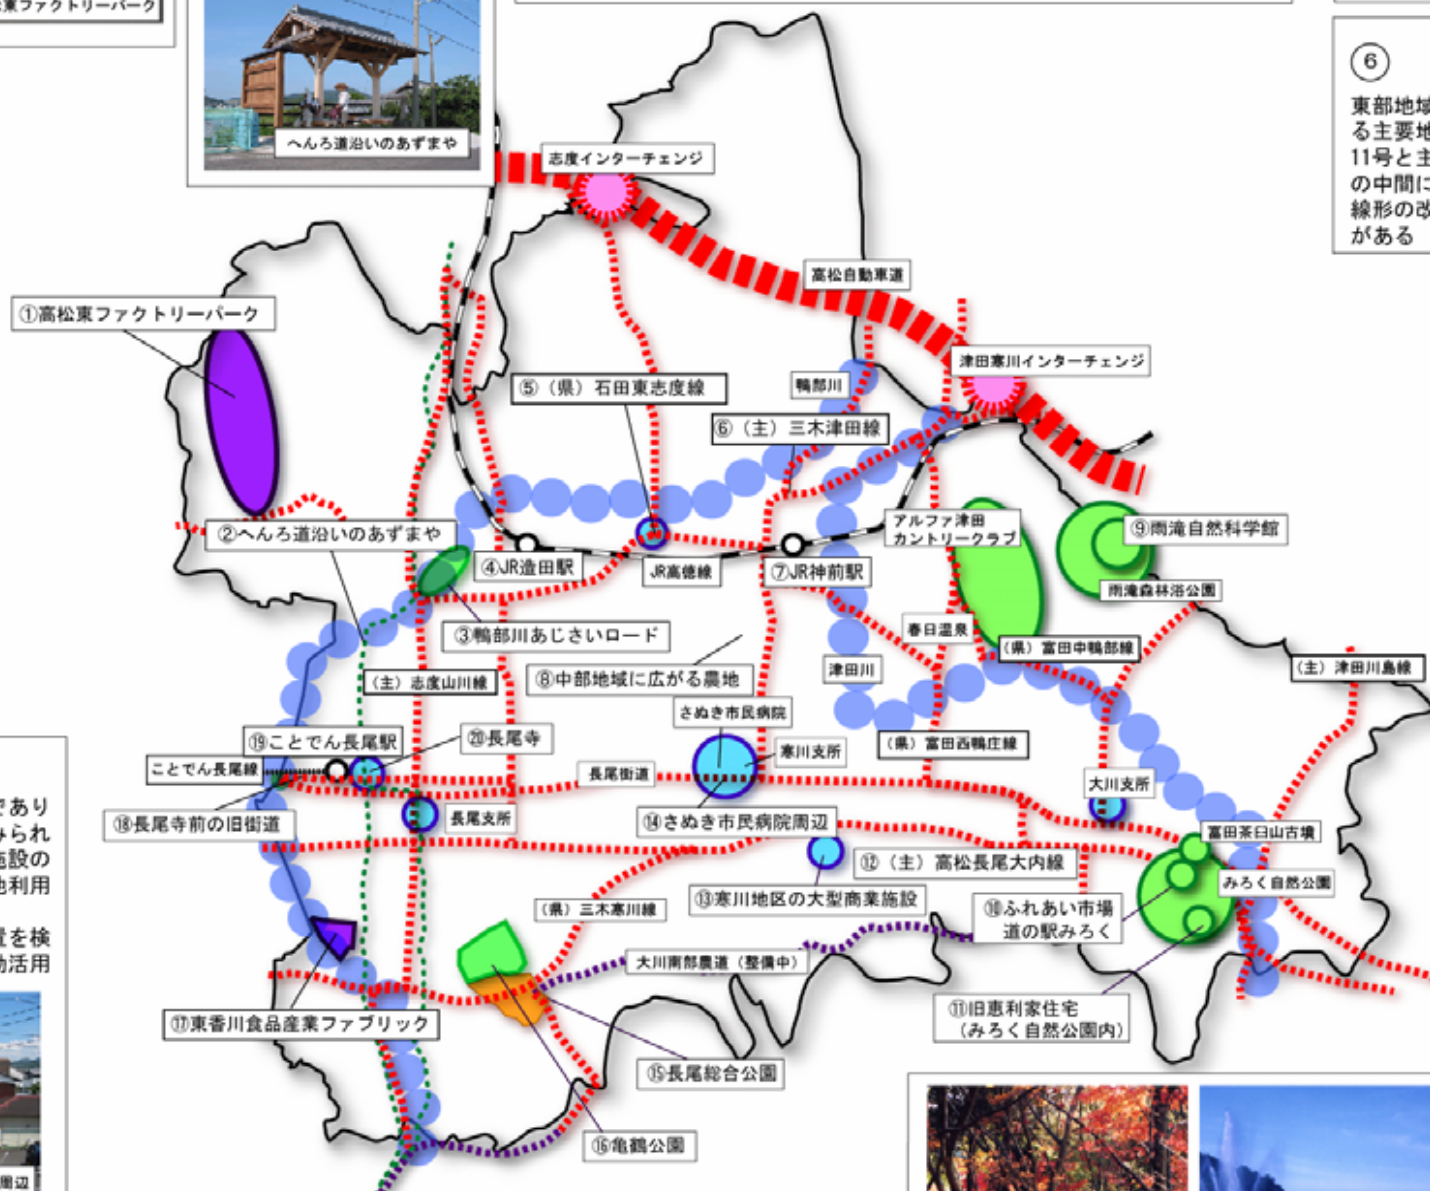 東ファクトリーパーク
へんろ道沿いのあずまや
⑥
東部地域
る主要地
11号と主
の中間に
線形の改
がある
志度インターチェンジ
高松自動車道
①高松東ファクトリーパーク
津田寒川インターチェンジ
⑤（県）石田東志度線
鴨部川
⑥（主）三木津田線
②へんろ道沿いのあずまや
アルファ津田
カントリークラブ
⑨雨滝自然科学館
④JR造田駅
JR高徳線
⑦JR神前駅
雨滝森林浴公園
③鴨部川あじさいロード
春日温泉
（県）富田中鴨部線
（主）志度山川線
⑧中部地域に広がる農地
津田川
（主）津田川島線
さぬき市民病院
⑲ことでん長尾駅
⑳長尾寺
寒川支所
（県）富田西鴨庄線
ことでん長尾線
長尾街道
大川支所
⑱長尾寺前の旧街道
長尾支所
⑭さぬき市民病院周辺
富田茶臼山古墳
⑫（主）高松長尾大内線
みろく自然公園
⑬寒川地区の大型商業施設
（県）三木寒川線
⑩ふれあい市場
道の駅みろく
大川南部農道（整備中）
⑪旧恵利家住宅
（みろく自然公園内）
⑰東香川食品産業ファブリック
⑮長尾総合公園
⑯亀鶴公園
であり
みられ
施設の
地利用
置を検
効活用
周辺